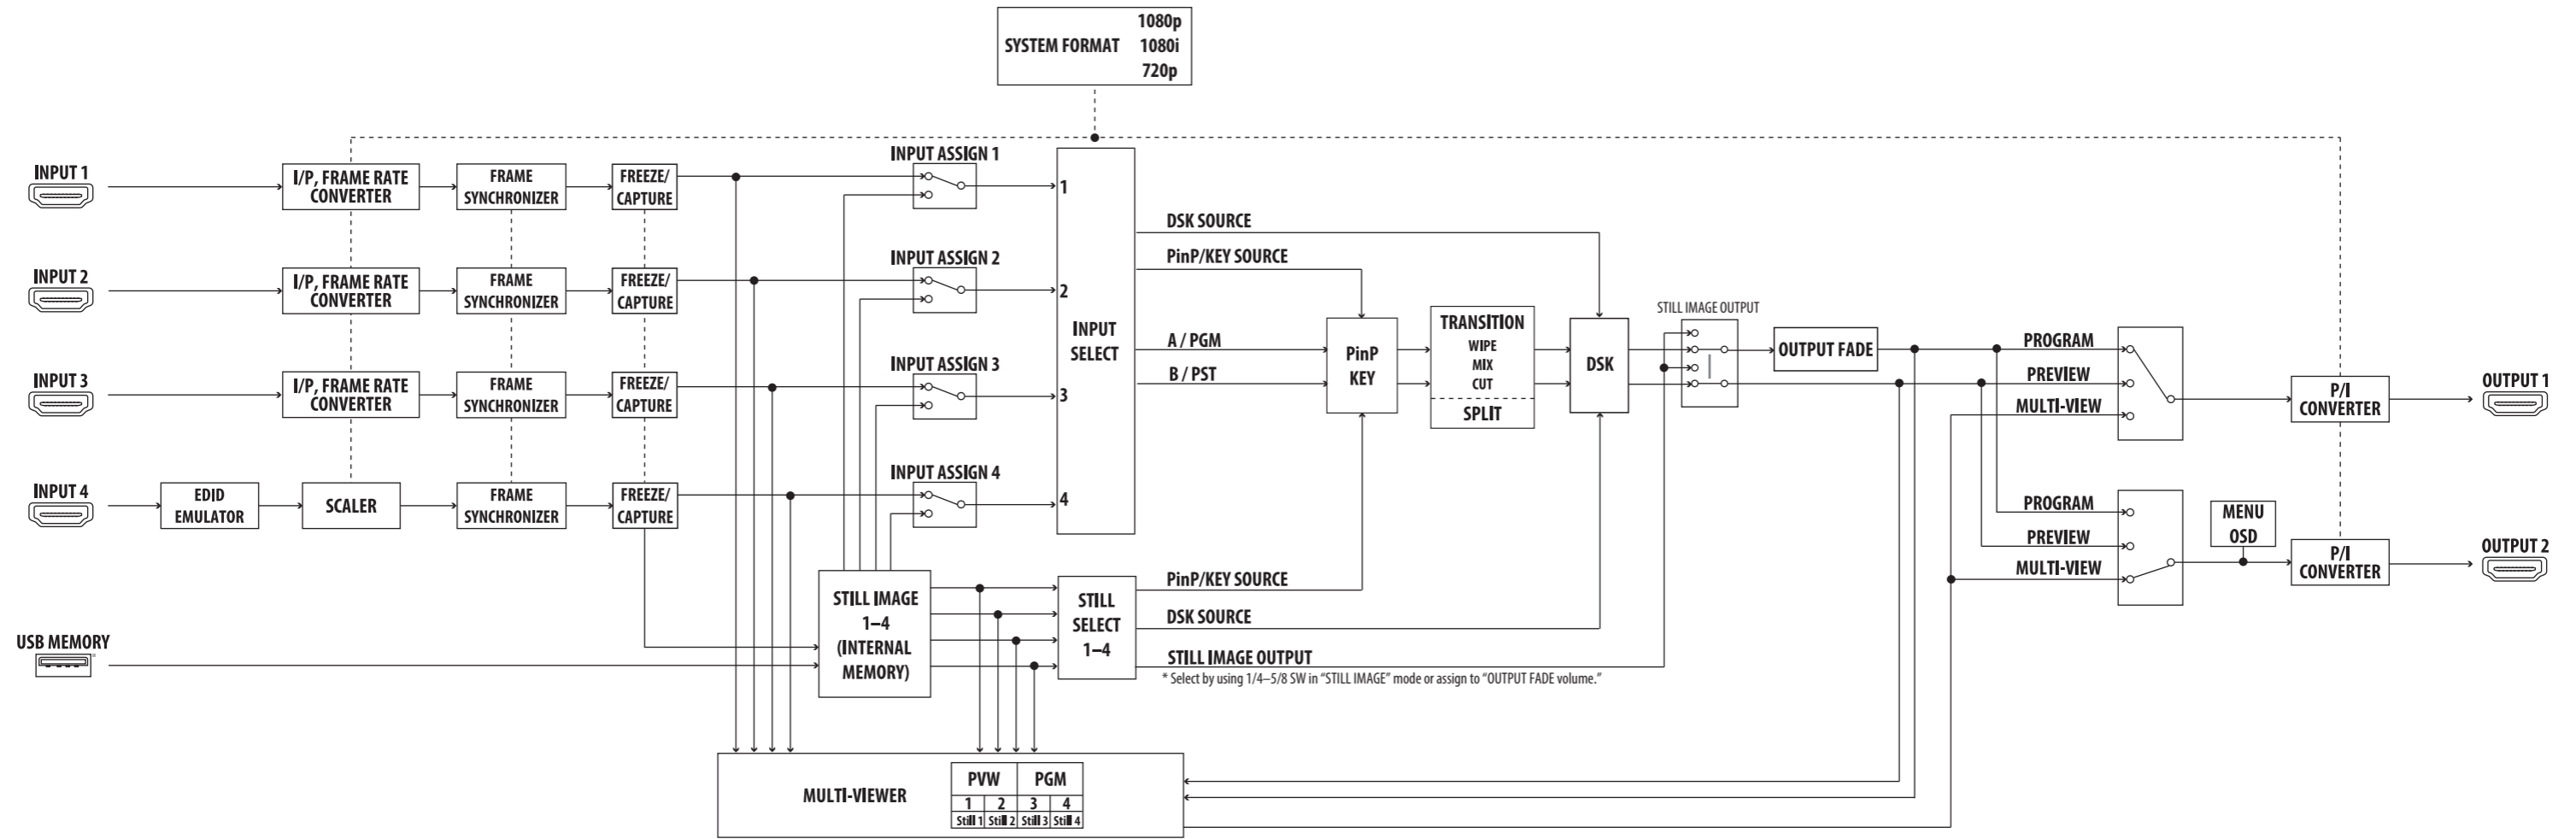 1080p
SYSTEM FORMAT 1080i
720p
INPUT 1
I/P, FRAME RATE
CONVERTER
FRAME
SYNCHRONIZER
FREEZE/
CAPTURE
INPUT ASSIGN 1
1
INPUT 2
I/P, FRAME RATE
CONVERTER
FRAME
SYNCHRONIZER
FREEZE/
CAPTURE
INPUT ASSIGN 2
2
INPUT 3
I/P, FRAME RATE
CONVERTER
FRAME
SYNCHRONIZER
FREEZE/
CAPTURE
INPUT ASSIGN 3
3
INPUT 4
EDID
EMULATOR
SCALER
FRAME
SYNCHRONIZER
FREEZE/
CAPTURE
INPUT ASSIGN 4
4
INPUT
SELECT
DSK SOURCE
PinP/KEY SOURCE
A / PGM
B / PST
PinP
KEY
TRANSITION
WIPE
MIX
CUT
SPLIT
DSK
STILL IMAGE OUTPUT
OUTPUT FADE
PROGRAM
PREVIEW
MULTI-VIEW
P/I
CONVERTER
OUTPUT 1
PROGRAM
PREVIEW
MULTI-VIEW
MENU
OSD
P/I
CONVERTER
OUTPUT 2
USB MEMORY
STILL IMAGE
1–4
(INTERNAL
MEMORY)
STILL
SELECT
1–4
PinP/KEY SOURCE
DSK SOURCE
STILL IMAGE OUTPUT
* Select by using 1/4–5/8 SW in “STILL IMAGE” mode or assign to “OUTPUT FADE volume.”
MULTI-VIEWER
PVW PGM
1 2 3 4
Still 1 Still 2 Still 3 Still 4